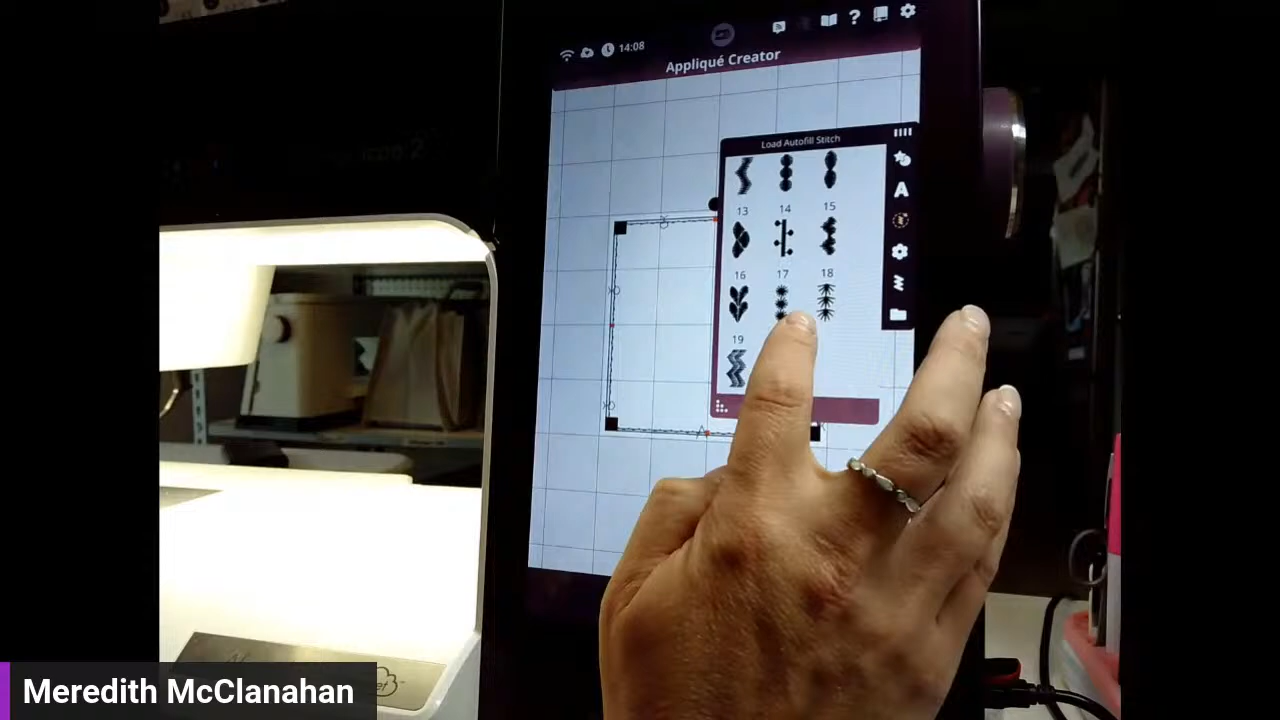 14:08
?
Appliqué Creator
Load Autofill Stitch
A
13 14 15
16 17 18
19
Meredith McClanahan